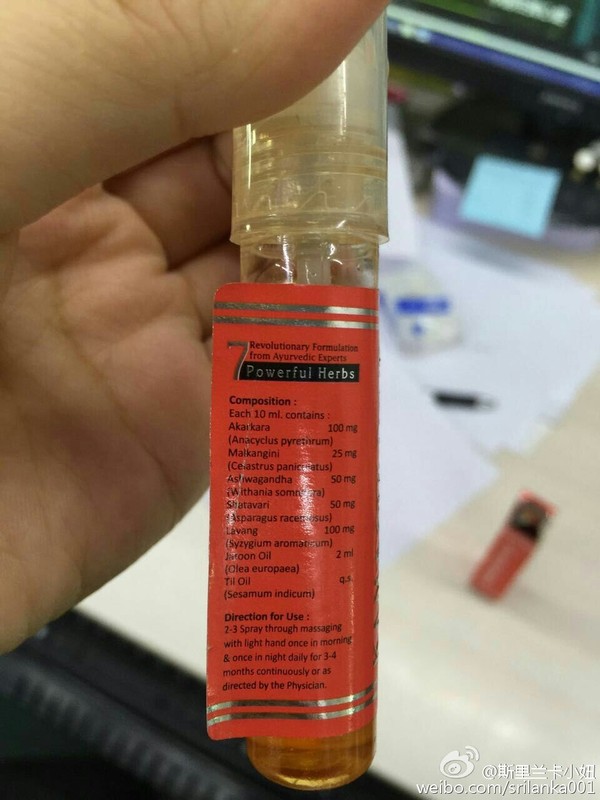 7
Revolutionary Formulation
from Ayurvedic Experts
Powerful Herbs
Composition :
Each 10 ml. contains :
Akarkara 100 mg
(Anacyclus pyrethrum)
Malkangini 25 mg
(Celastrus paniculatus)
Ashwagandha 50 mg
(Withania somnifera)
Shatavari 50 mg
(Asparagus racemosus)
Lavang 100 mg
(Syzygium aromaticum)
Jaitoon Oil 2 ml
(Olea europaea)
Til Oil q.s.
(Sesamum indicum)
Direction for Use :
2-3 Spray through massaging
with light hand once in morning
& once in night daily for 3-4
months continuously or as
directed by the Physician.
@斯里兰卡小妞
weibo.com/srilanka001